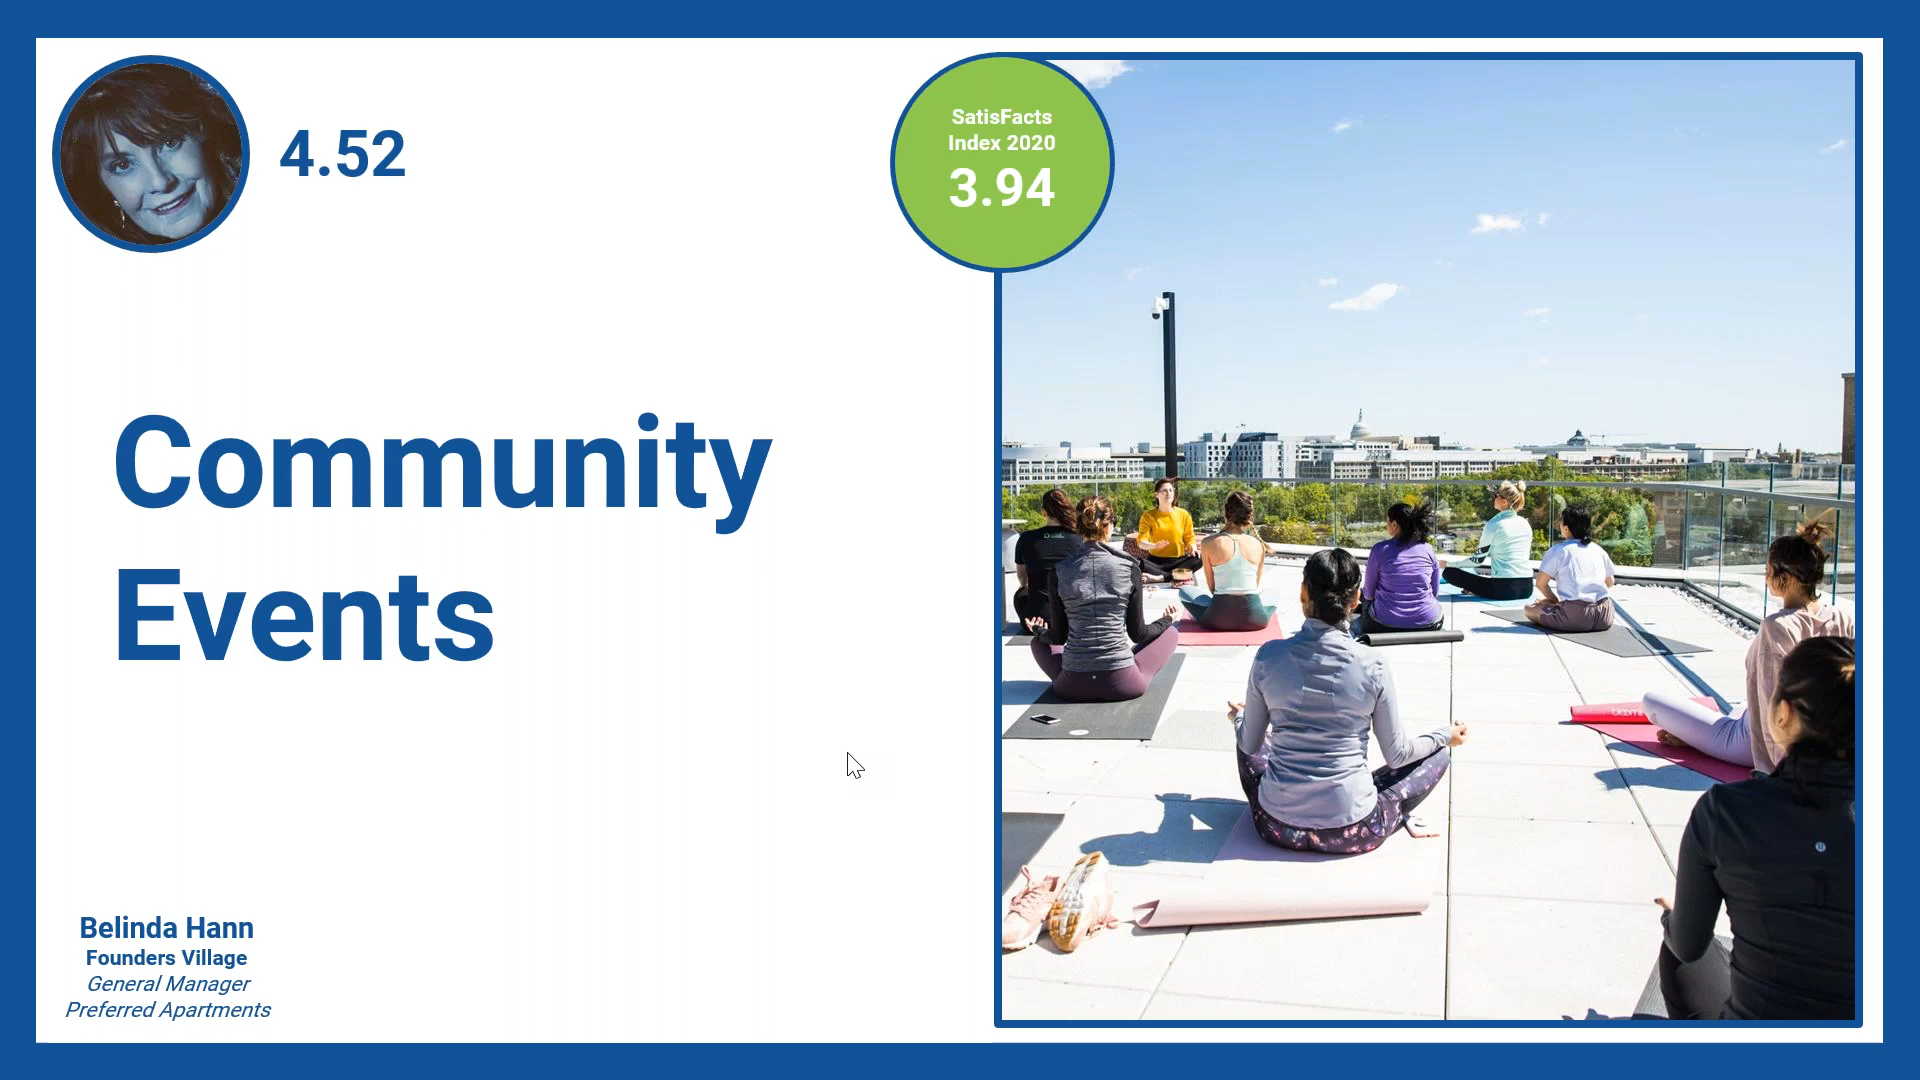 4.52
SatisFacts
Index 2020
3.94
Community
Events
Belinda Hann
Founders Village
General Manager
Preferred Apartments